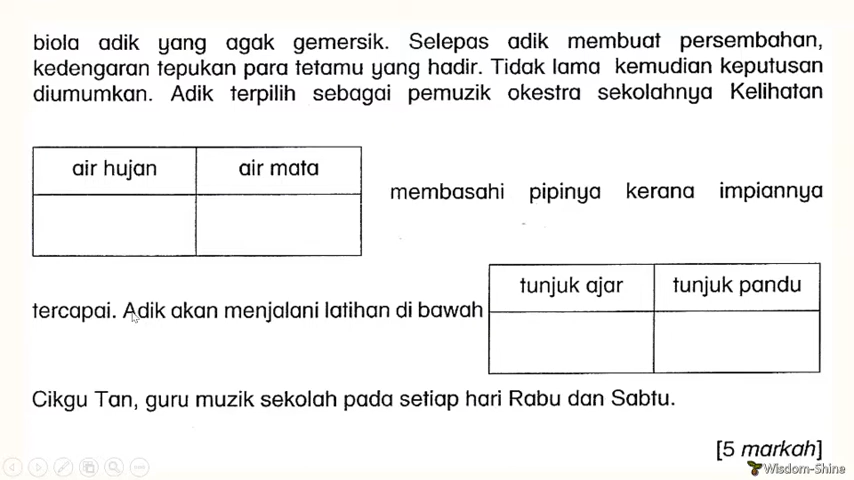 biola adik yang agak gemersik. Selepas adik membuat persembahan,
kedengaran tepukan para tetamu yang hadir. Tidak lama kemudian keputusan
diumumkan. Adik terpilih sebagai pemuzik okestra sekolahnya Kelihatan
air hujan air mata
membasahi pipinya kerana impiannya
tunjuk ajar tunjuk pandu
tercapai. Adik akan menjalani latihan di bawah
Cikgu Tan, guru muzik sekolah pada setiap hari Rabu dan Sabtu.
[5 markah]
Wisdom-Shine